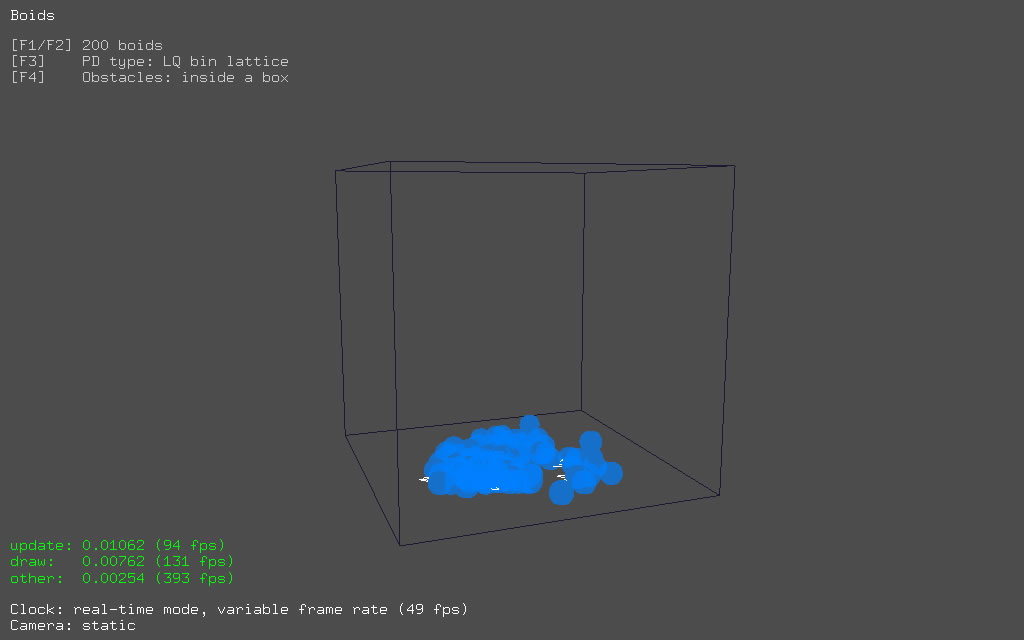 Boids
[F1/F2] 200 boids
[F3] PD type: LQ bin lattice
[F4] Obstacles: inside a box
update: 0.01062 (94 fps)
draw: 0.00762 (131 fps)
other: 0.00254 (393 fps)
Clock: real-time mode, variable frame rate (49 fps)
Camera: static